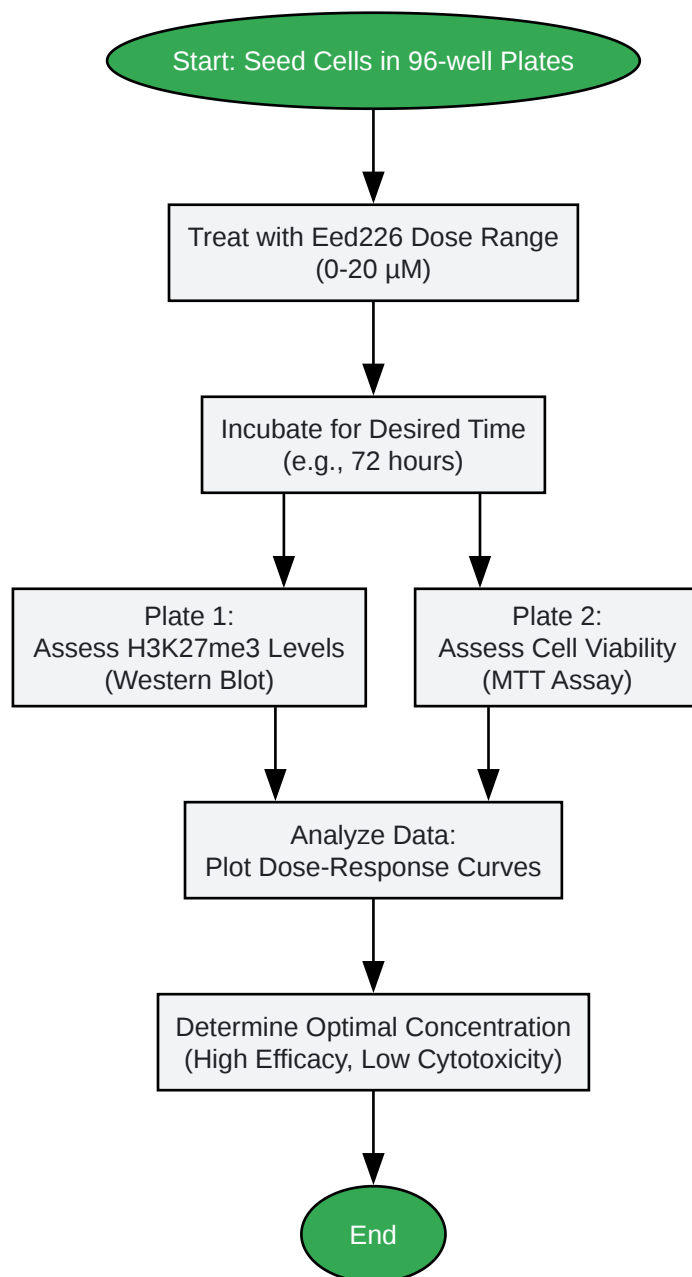 Start: Seed Cells in 96-well Plates
Treat with Eed226 Dose Range
(0-20 µM)
Incubate for Desired Time
(e.g., 72 hours)
Plate 1:
Assess H3K27me3 Levels
(Western Blot)
Plate 2:
Assess Cell Viability
(MTT Assay)
Analyze Data:
Plot Dose-Response Curves
Determine Optimal Concentration
(High Efficacy, Low Cytotoxicity)
End